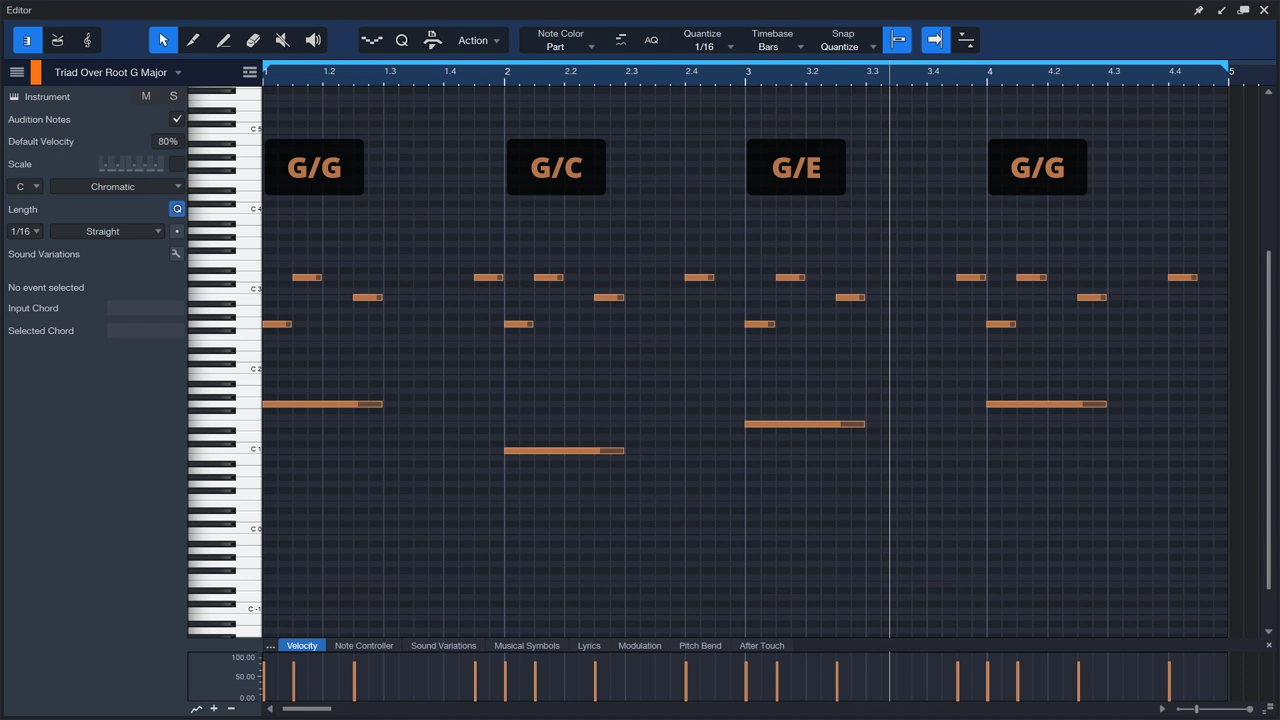 Editor
Note Color
Part
AQ
Quantize
1/16
Timebase
Bars
Snap
Quantize
Q
Action
Triad Over Root G Major
1.2 1.3 1.4 2 2.2 2.3 3 3.2 3.3 3.4 4 4.2 4.3 4.4 5
Instrument M S
Audition Notes
Default Velocity 80%
Scale
C Chromatic
Length Q
1/16 Straight
Sound Variations
No event selected
Input Chord
Selected Chord
C 5
G/G G/C G/E G/G
C 4
C 3
C 2
C 1
C 0
C -1
... Velocity Note Controller Sound Variations Musical Symbols Lyrics Modulation Pitch Bend After Touch
100.00
50.00
0.00